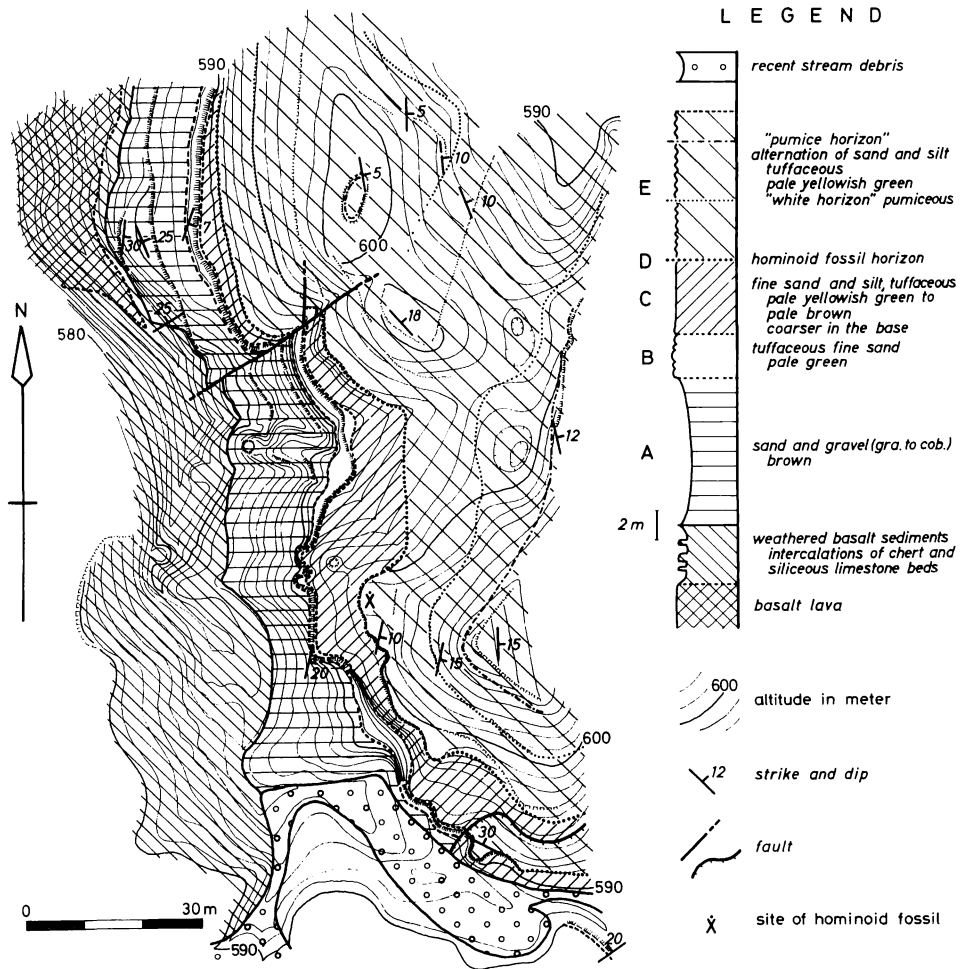 L E G E N D
recent stream debris
"pumice horizon"
alternation of sand and silt
tuffaceous
pale yellowish green
E
"white horizon" pumiceous
D
hominoid fossil horizon
C
fine sand and silt, tuffaceous
pale yellowish green to
pale brown
coarser in the base
B
tuffaceous fine sand
pale green
A
sand and gravel (gra. to cob.)
brown
2 m
weathered basalt sediments
intercalations of chert and
siliceous limestone beds
basalt lava
600
altitude in meter
12
strike and dip
fault
site of hominoid fossil
590
590
5
10
5
10
600
30
25
7
25
18
N
580
12
10
15
15
20
600
30
590
0
30 m
590
20